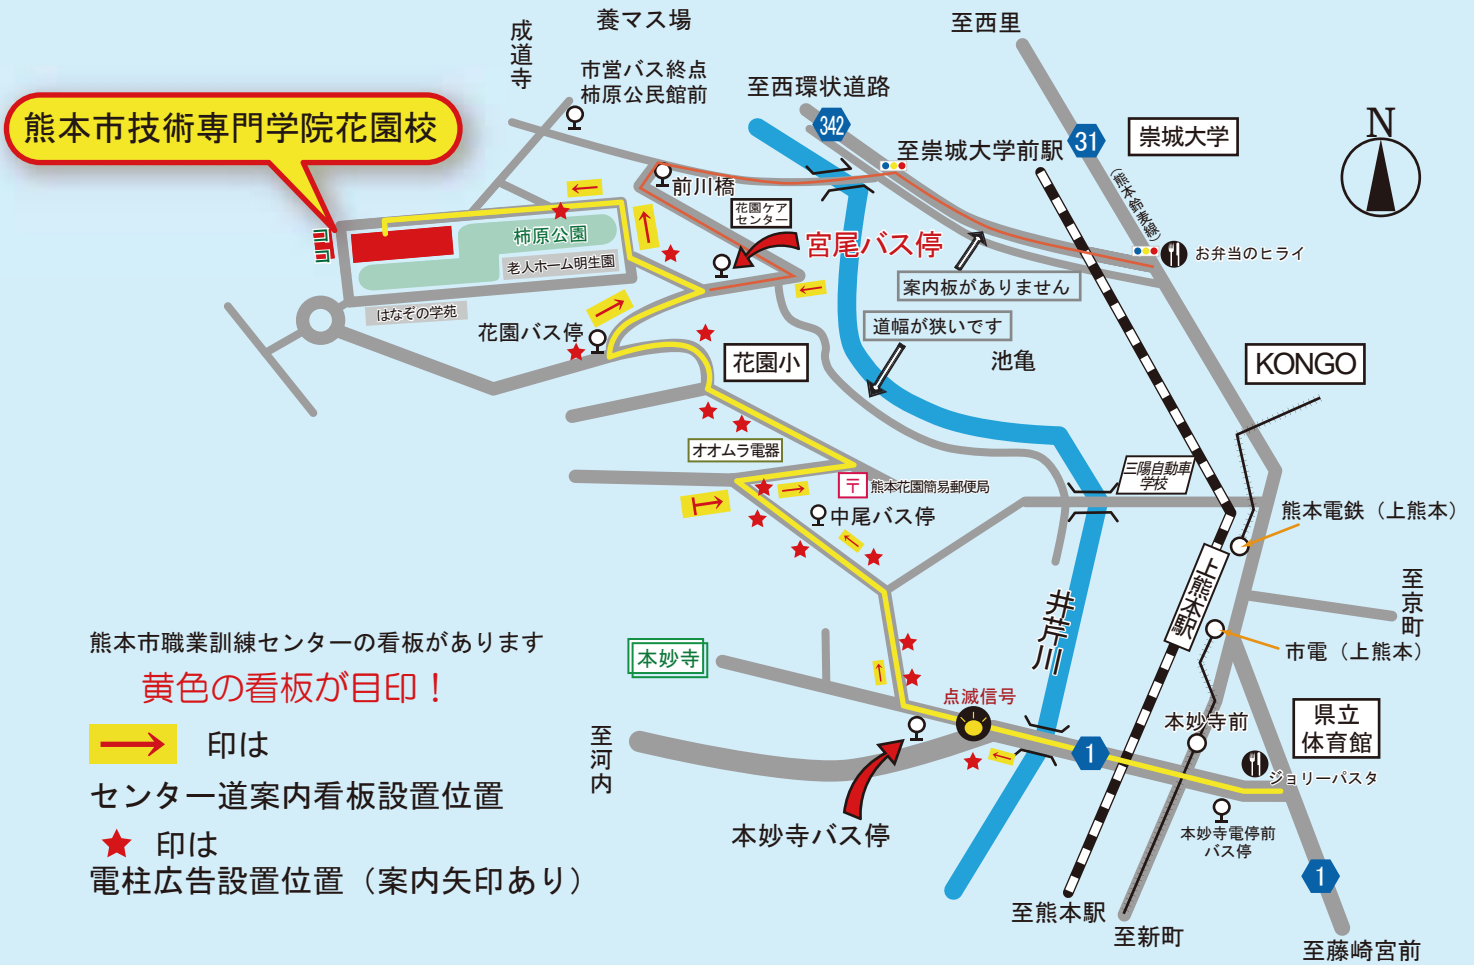 養マス場
成道寺
市営バス終点
柿原公民館前
至西里
至西環状道路
342
至崇城大学前駅
31
崇城大学
N
熊本市技術専門学院花園校
(熊本鈴麦線)
前川橋
花園ケア
センター
宮尾バス停
お弁当のヒライ
柿原公園
老人ホーム明生園
ココ
はなぞの学苑
案内板がありません
道幅が狭いです
花園バス停
花園小
池亀
KONGO
オオムラ電器
〒
熊本花園簡易郵便局
三陽自動車
学校
中尾バス停
熊本電鉄（上熊本）
上熊本駅
至京町
井芹川
市電（上熊本）
熊本市職業訓練センターの看板があります
黄色の看板が目印！
本妙寺
点滅信号
本妙寺前
県立
体育館
至河内
1
ジョリーパスタ
印は
センター道案内看板設置位置
印は
電柱広告設置位置（案内矢印あり）
本妙寺バス停
本妙寺電停前
バス停
1
至熊本駅
至新町
至藤崎宮前